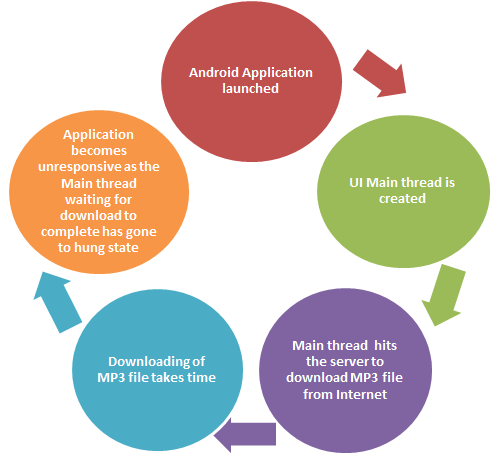 Android Application
launched
UI Main thread is
created
Main thread hits
the server to
download MP3 file
from Internet
Downloading of
MP3 file takes time
Application
becomes
unresponsive as the
Main thread
waiting for
download to
complete has gone
to hung state